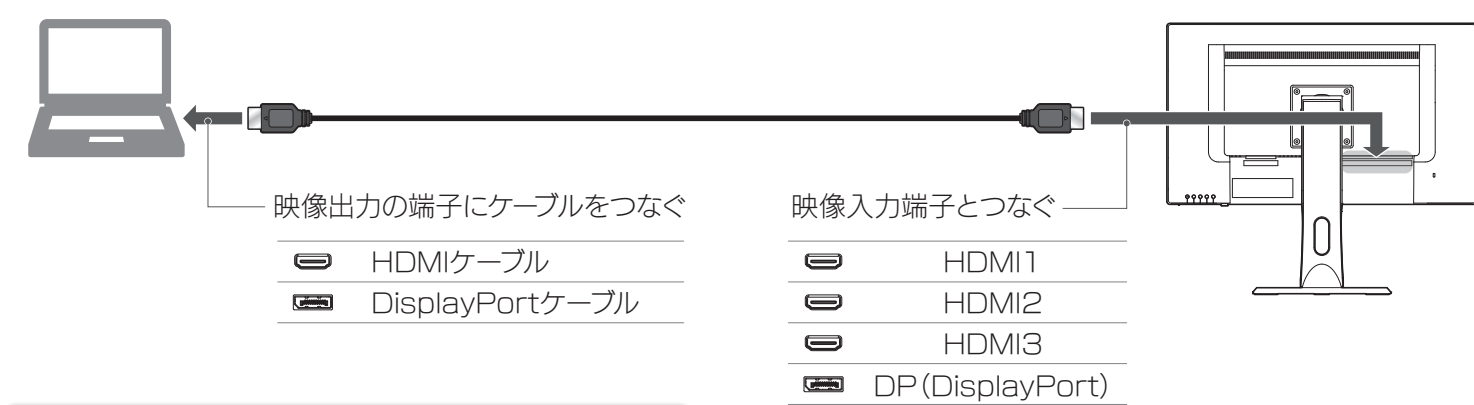 映像出力の端子にケーブルをつなぐ
HDMIケーブル
DisplayPortケーブル
映像入力端子とつなぐ
HDMI1
HDMI2
HDMI3
DP(DisplayPort)